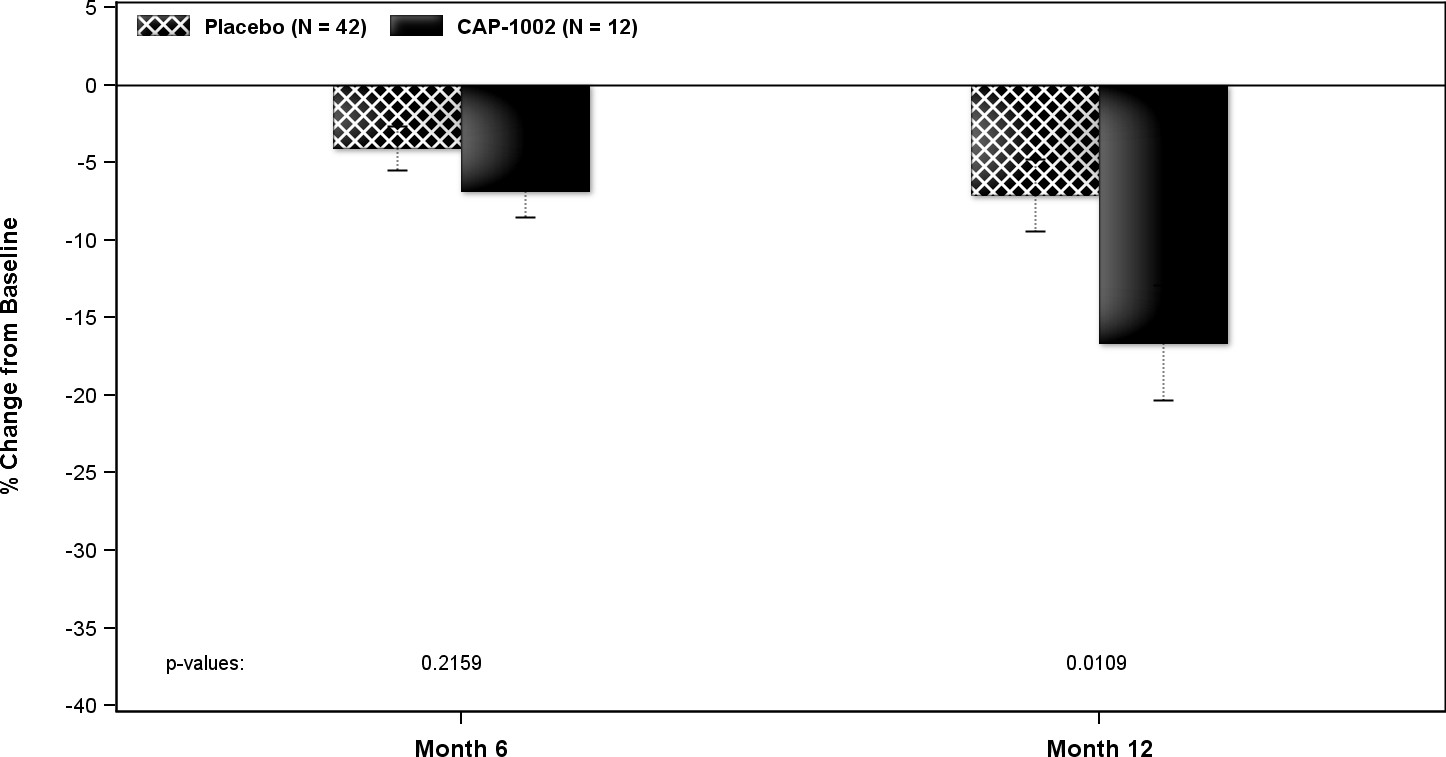 5
Placebo (N = 42) CAP-1002 (N = 12)
0
-5
-10
-15
-20
-25
-30
-35
-40
% Change from Baseline
p-values: 0.2159 0.0109
Month 6 Month 12